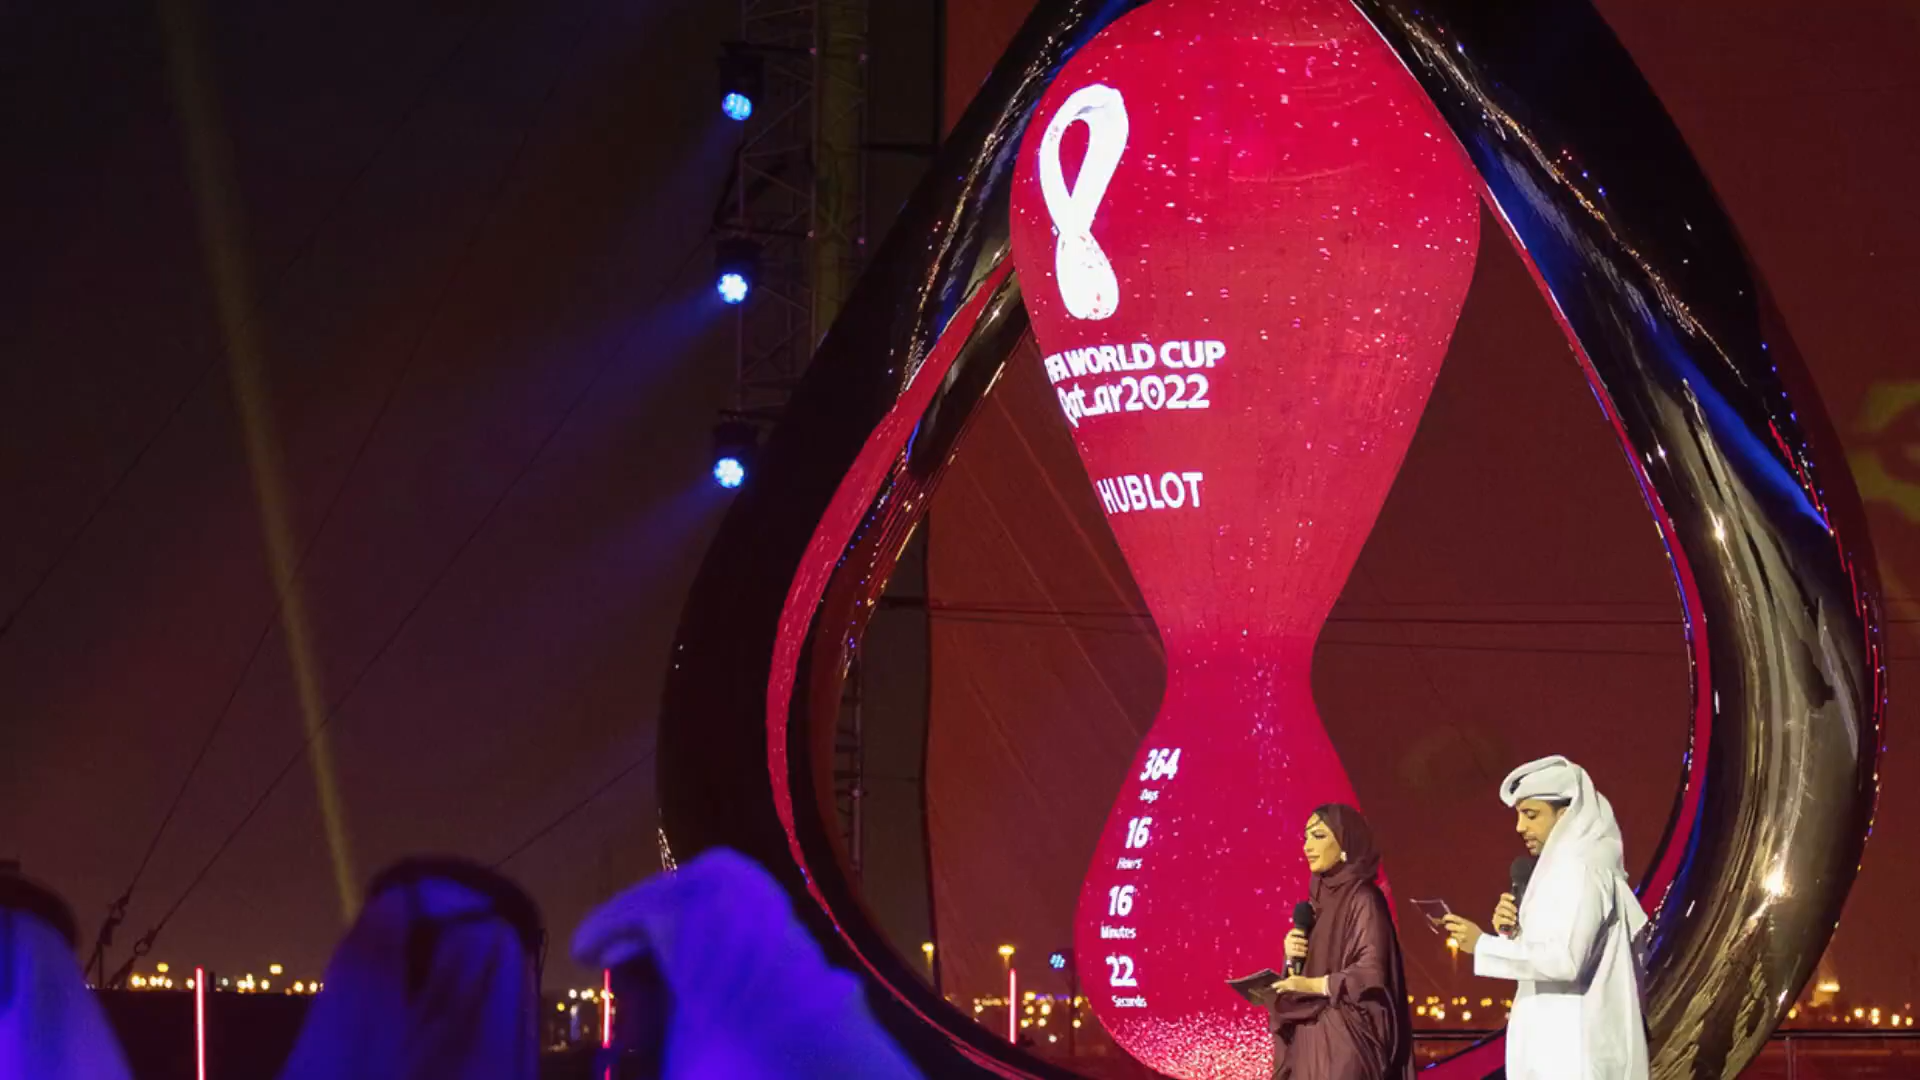 FIFA WORLD CUP
Qatar2022
HUBLOT
364
Days
16
Hours
16
Minutes
22
Seconds